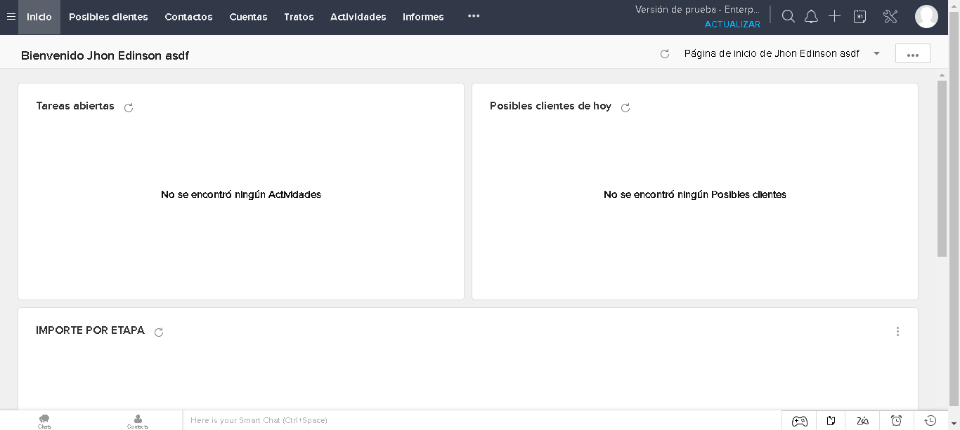 Inicio Posibles clientes Contactos Cuentas Tratos Actividades Informes ••• Versión de prueba - Enterp...
ACTUALIZAR
Bienvenido Jhon Edinson asdf Página de inicio de Jhon Edinson asdf
Tareas abiertas
Posibles clientes de hoy
No se encontró ningún Actividades
No se encontró ningún Posibles clientes
IMPORTE POR ETAPA
Chats Contacts Here is your Smart Chat (Ctrl+Space)